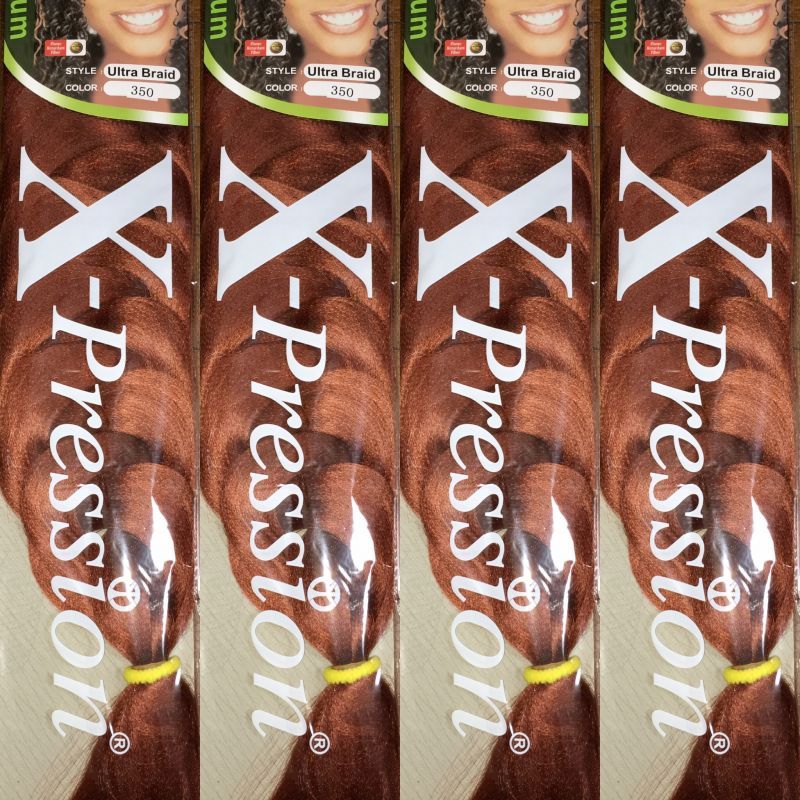 um
STYLE : Ultra Braid
COLOR : 350
X-Pression®
um
STYLE : Ultra Braid
COLOR : 350
X-Pression®
um
STYLE : Ultra Braid
COLOR : 350
X-Pression®
um
STYLE : Ultra Braid
COLOR : 350
X-Pression®